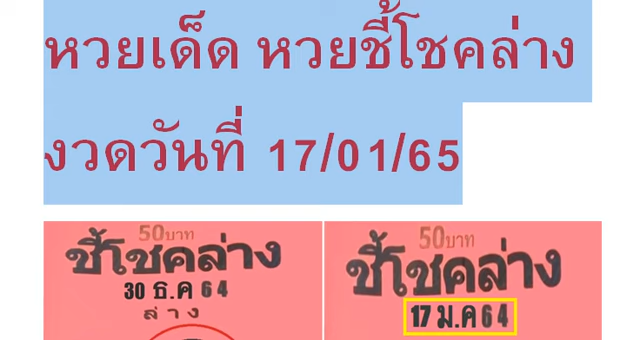 หวยเด็ด หวยชี้โชคล่าง
งวดวันที่ 17/01/65
50บาท
ชี้โชคล่าง
30 ธ.ค 64
ล่าง
50บาท
ชี้โชคล่าง
17 ม.ค 64